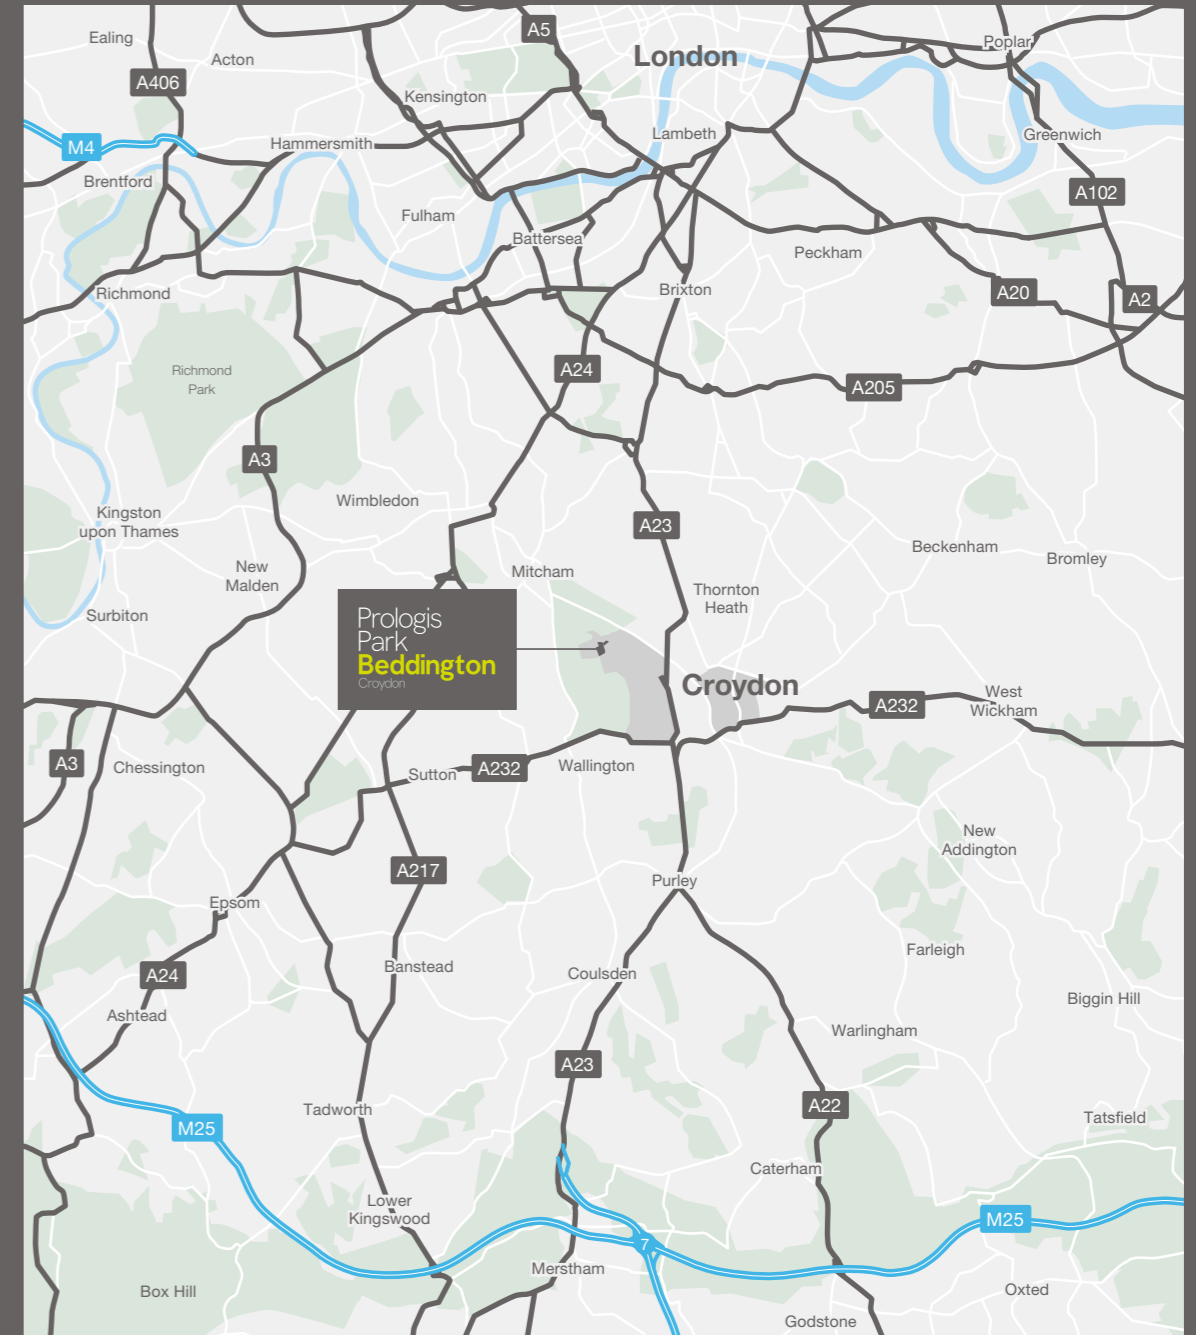 A5
London
Ealing
Poplar
Acton
A406
Kensington
Lambeth
Greenwich
M4
Hammersmith
Brentford
A102
Fulham
Battersea
Peckham
Richmond
Brixton
A20
A2
A24
Richmond
Park
A205
A3
Wimbledon
Kingston
upon Thames
A23
Beckenham
Bromley
New
Malden
Mitcham
Thornton
Heath
Surbiton
Prologis
Park
Beddington
Croydon
Croydon
A232
West
Wickham
A3
Chessington
Sutton
A232
Wallington
New
Addington
A217
Purley
Epsom
Farleigh
A24
Banstead
Coulsden
Biggin Hill
Ashtead
Warlingham
A23
Tadworth
A22
Tatsfield
M25
Caterham
Lower
Kingswood
M25
7
Merstham
Box Hill
Oxted
Godstone